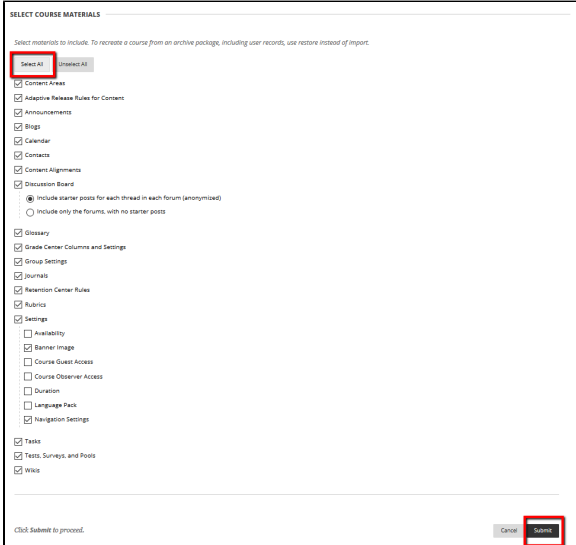 SELECT COURSE MATERIALS
Select materials to include. To recreate a course from an archive package, including user records, use restore instead of import.
Select All Unselect All
Content Areas
Adaptive Release Rules for Content
Announcements
Blogs
Calendar
Contacts
Content Alignments
Discussion Board
Include starter posts for each thread in each forum (anonymized)
Include only the forums, with no starter posts
Glossary
Grade Center Columns and Settings
Group Settings
Journals
Retention Center Rules
Rubrics
Settings
Availability
Banner Image
Course Guest Access
Course Observer Access
Duration
Language Pack
Navigation Settings
Tasks
Tests, Surveys, and Pools
Wikis
Click Submit to proceed.
Cancel Submit